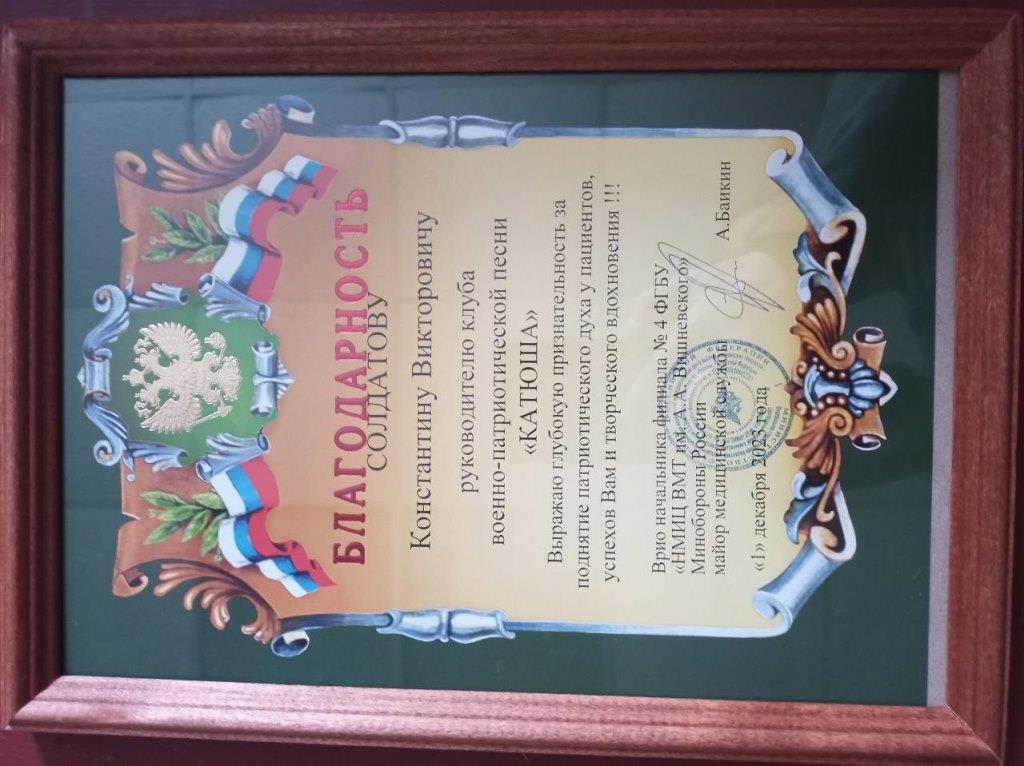 БЛАГОДАРНОСТЬ
СОЛДАТОВУ
Константину Викторовичу
руководителю клуба
военно-патриотической песни
«КАТЮША»
Выражаю глубокую признательность за
поднятие патриотического духа у пациентов,
успехов Вам и творческого вдохновения !!!
Врио начальника филиала № 4 ФГБУ
«НМИЦ ВМТ им. А.А. Вишневского»
Минобороны России
майор медицинской службы А.Баикин
«1» декабря 2023 года